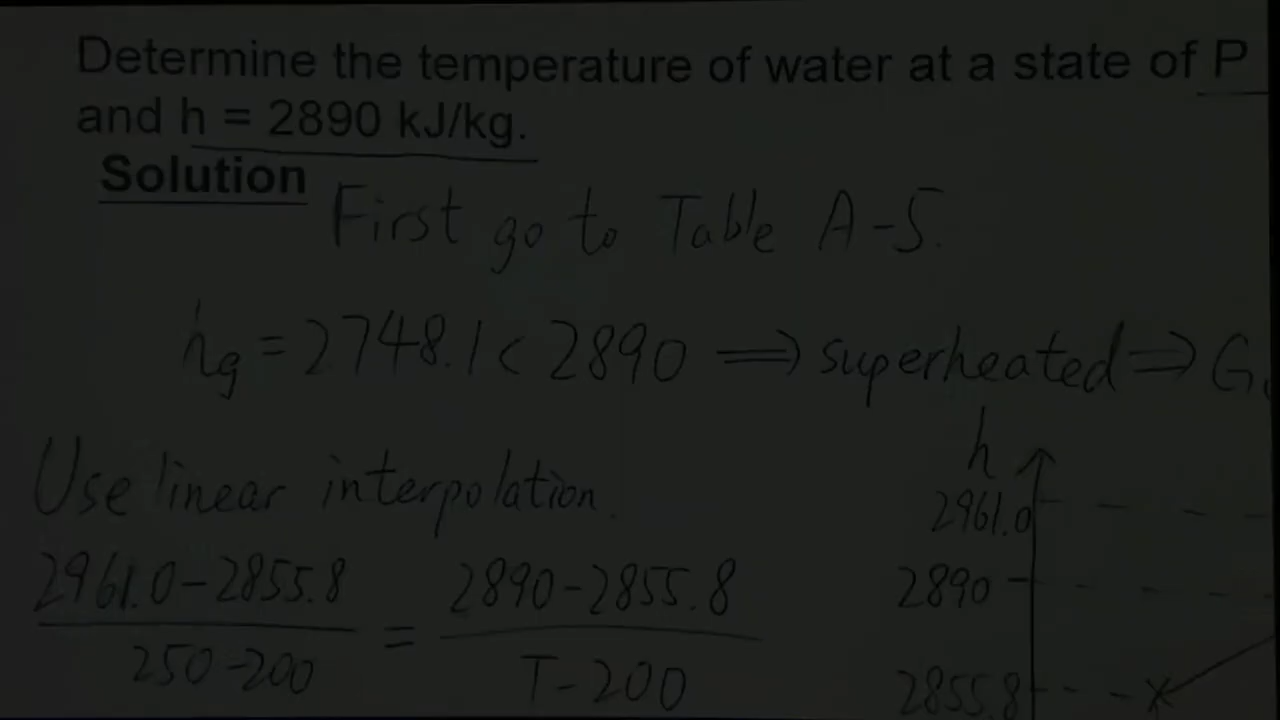 Determine the temperature of water at a state of P
and h = 2890 kJ/kg.
Solution
First go to Table A-5.
hg = 2748.1 < 2890 ⟹ superheated ⟹ G
Use linear interpolation.
h
2961.0
2961.0-2855.8 = 2890-2855.8
250-200 T-200
2890
2855.8